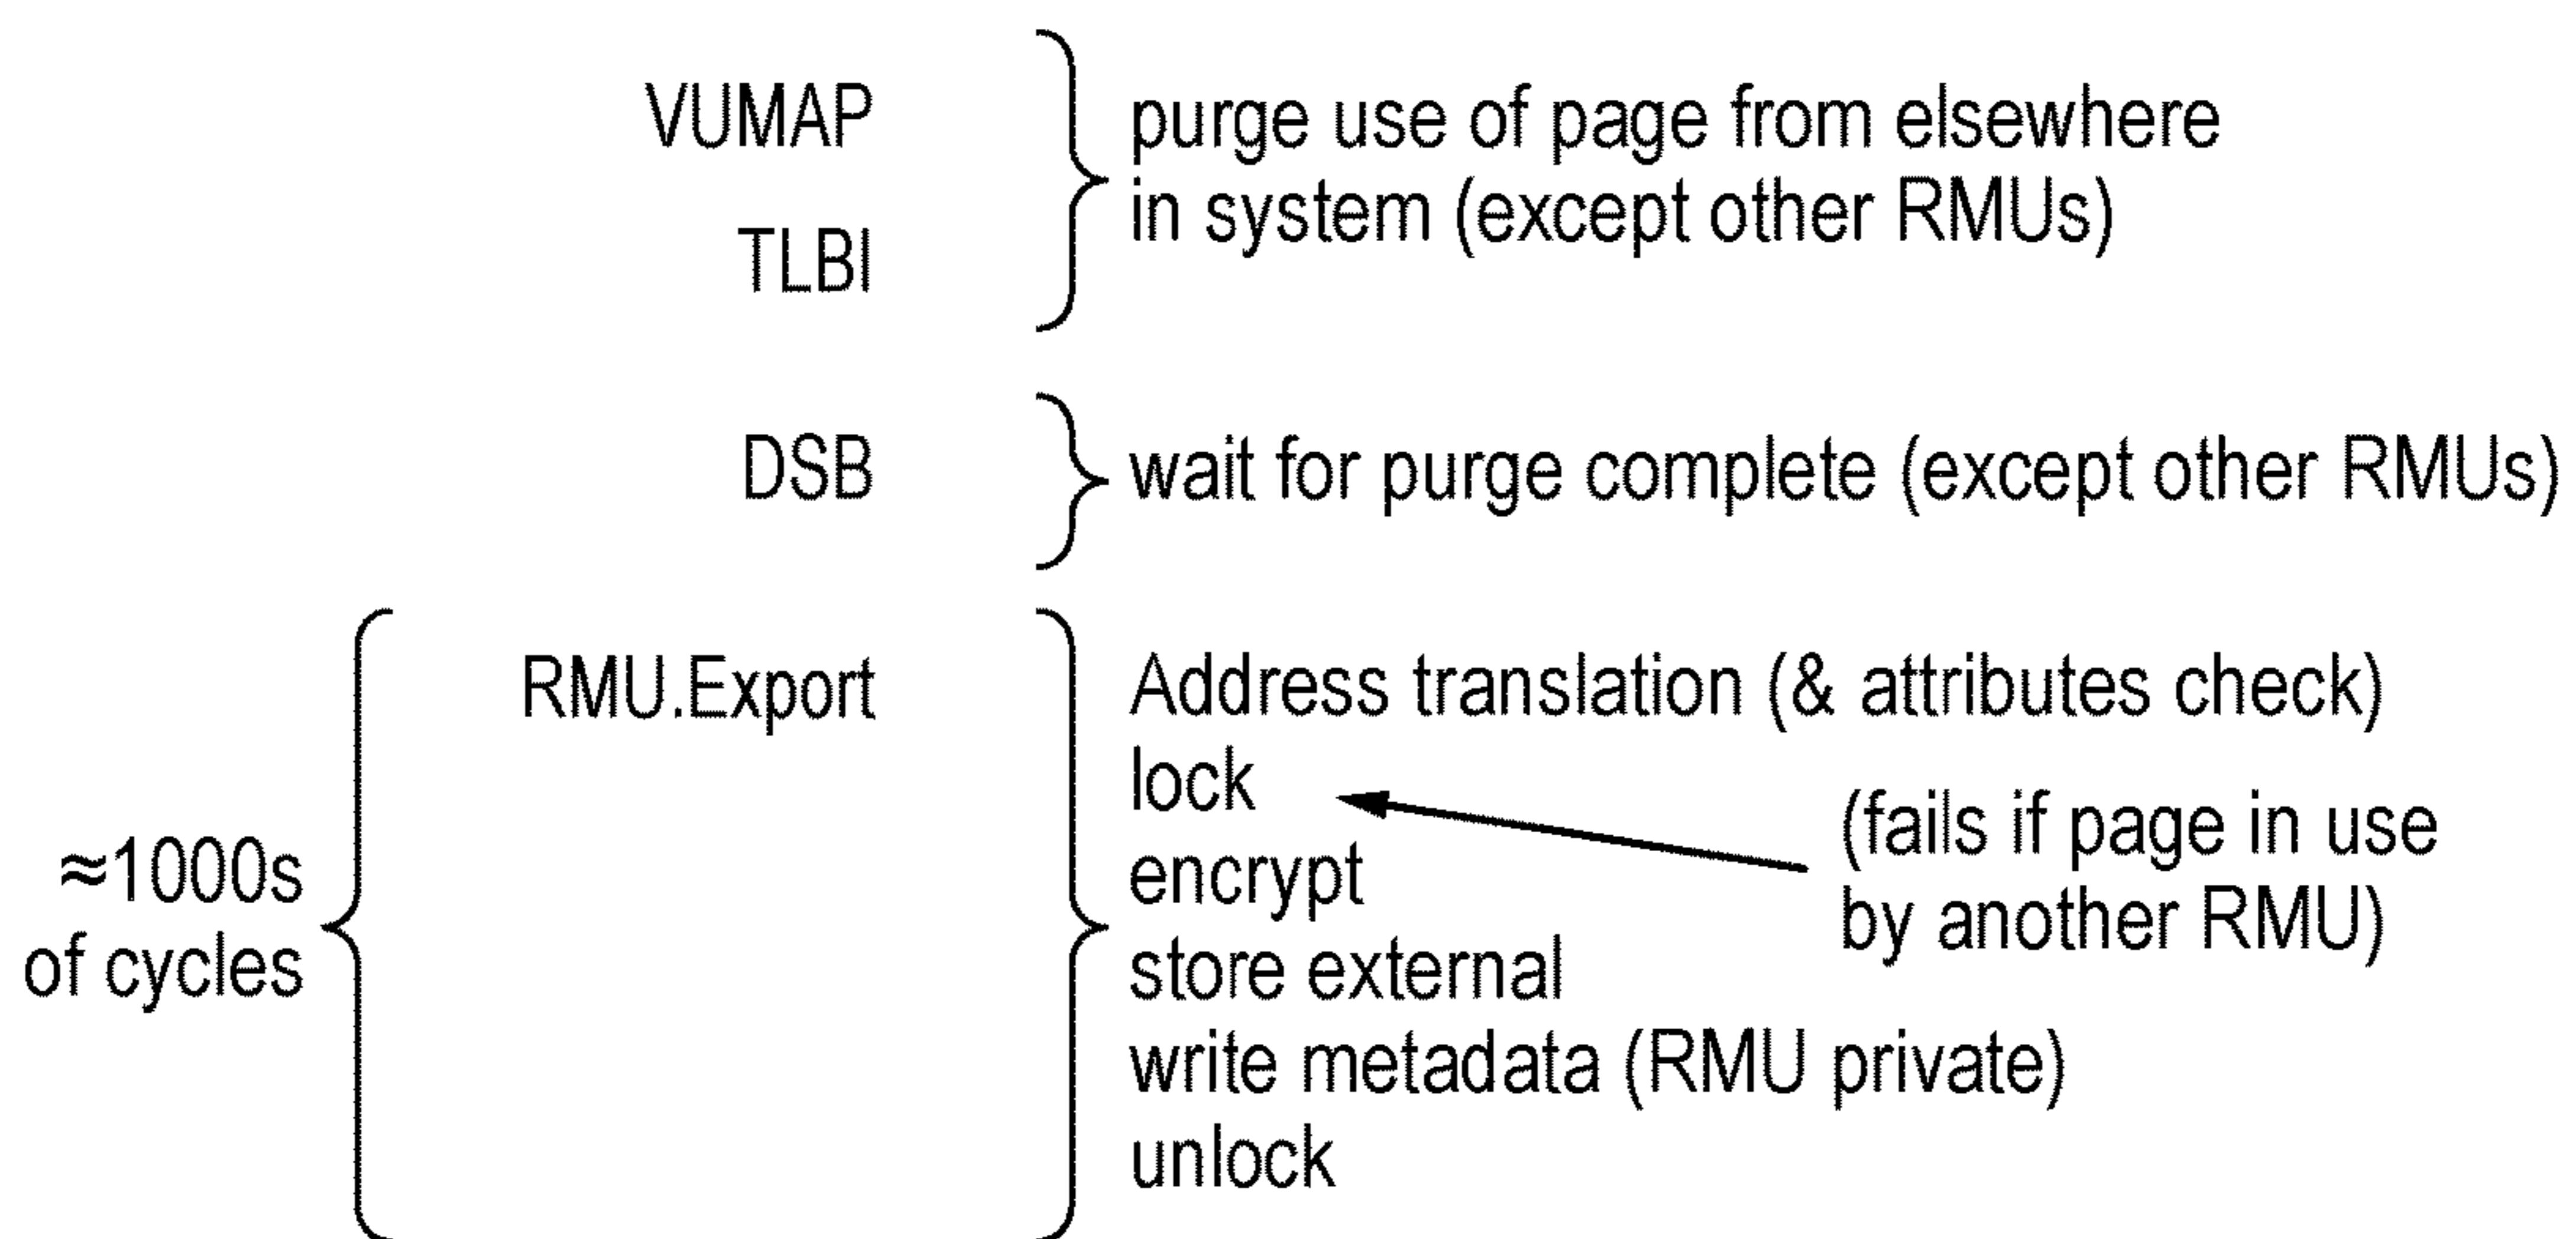 VUMAP
TLBI
purge use of page from elsewhere
in system (except other RMUs)
DSB
wait for purge complete (except other RMUs)
RMU.Export
≈1000s
of cycles
Address translation (& attributes check)
lock
encrypt
store external
write metadata (RMU private)
unlock
(fails if page in use
by another RMU)